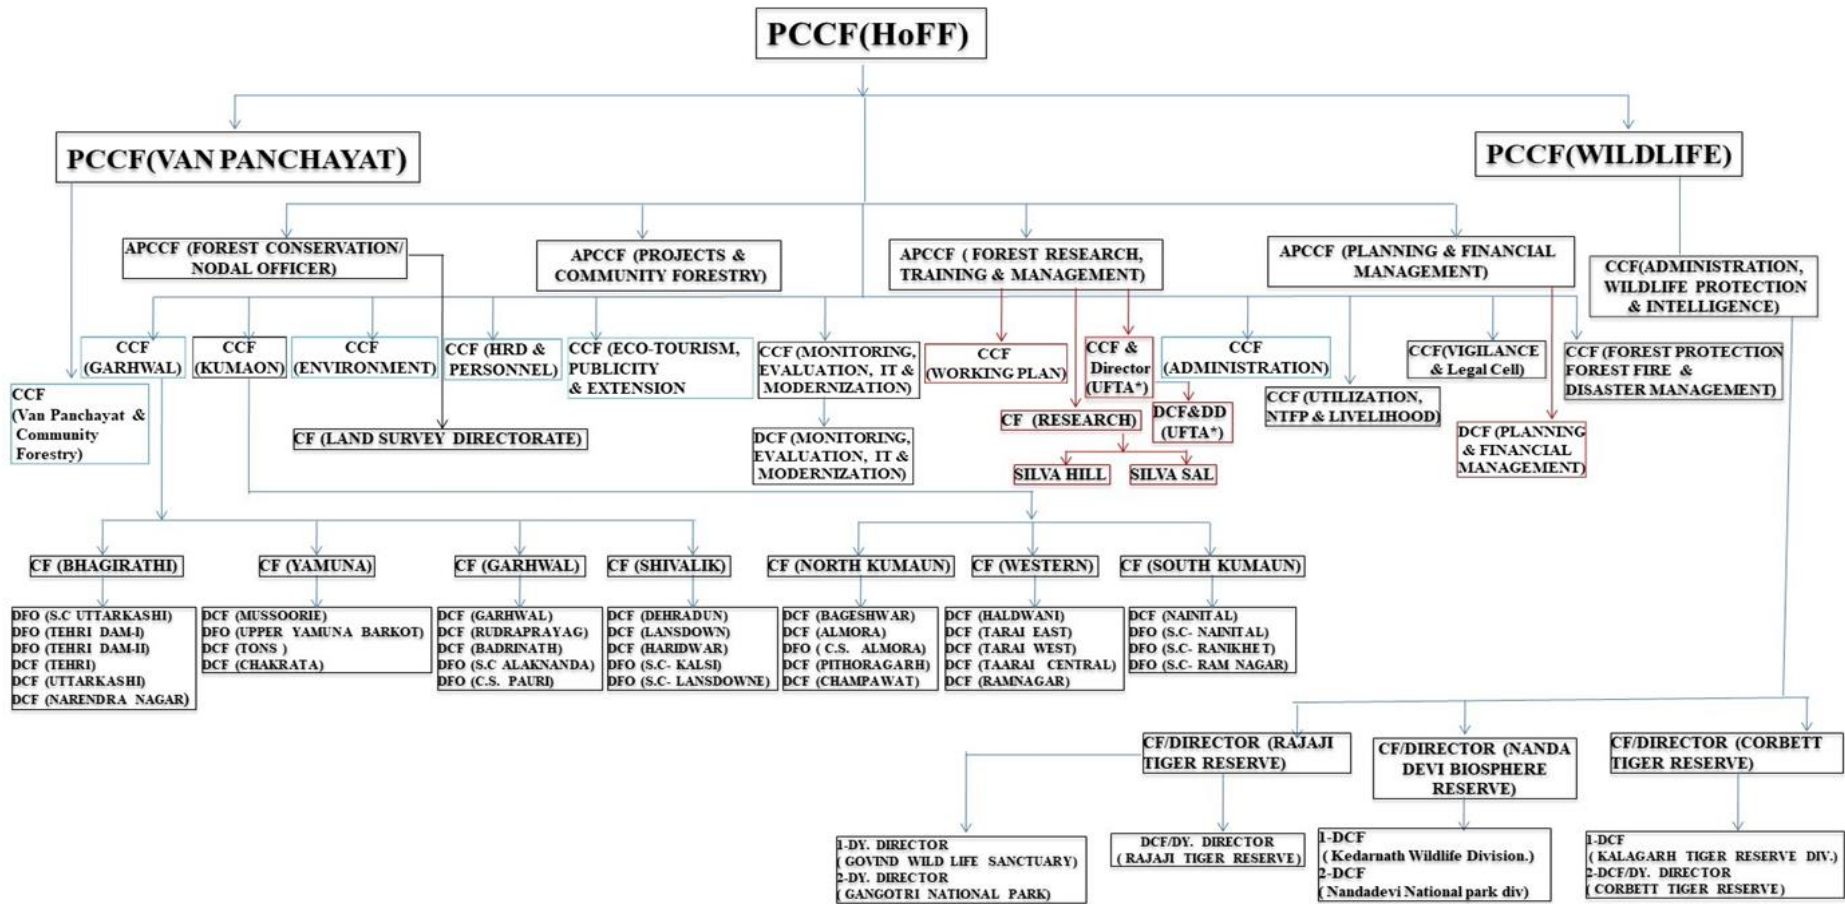 PCCF(HoFF)
PCCF(VAN PANCHAYAT)
PCCF(WILDLIFE)
APCCF (FOREST CONSERVATION/
NODAL OFFICER)
APCCF (PROJECTS &
COMMUNITY FORESTRY)
APCCF ( FOREST RESEARCH,
TRAINING & MANAGEMENT)
APCCF (PLANNING & FINANCIAL
MANAGEMENT)
CCF(ADMINISTRATION,
WILDLIFE PROTECTION
& INTELLIGENCE)
CCF
(Van Panchayat &
Community
Forestry)
CCF
(GARHWAL)
CCF
(KUMAON)
CCF
(ENVIRONMENT)
CCF (HRD &
PERSONNEL)
CCF (ECO-TOURISM,
PUBLICITY
& EXTENSION
CCF (MONITORING,
EVALUATION, IT &
MODERNIZATION)
CCF
(WORKING PLAN)
CCF &
Director
(UFTA*)
CCF
(ADMINISTRATION)
CCF (UTILIZATION,
NTFP & LIVELIHOOD)
CCF(VIGILANCE
& Legal Cell)
CCF (FOREST PROTECTION
FOREST FIRE &
DISASTER MANAGEMENT)
CF (LAND SURVEY DIRECTORATE)
DCF (MONITORING,
EVALUATION, IT &
MODERNIZATION)
CF (RESEARCH)
DCF&DD
(UFTA*)
DCF (PLANNING
& FINANCIAL
MANAGEMENT)
SILVA HILL
SILVA SAL
CF (BHAGIRATHI)
CF (YAMUNA)
CF (GARHWAL)
CF (SHIVALIK)
CF (NORTH KUMAUN)
CF (WESTERN)
CF (SOUTH KUMAUN)
DFO (S.C UTTARKASHI)
DFO (TEHRI DAM-I)
DFO (TEHRI DAM-II)
DCF (TEHRI)
DCF (UTTARKASHI)
DCF (NARENDRA NAGAR)
DCF (MUSSOORIE)
DFO (UPPER YAMUNA BARKOT)
DCF (TONS )
DCF (CHAKRATA)
DCF (GARHWAL)
DCF (RUDRAPRAYAG)
DCF (BADRINATH)
DFO (S.C ALAKNANDA)
DFO (C.S. PAURI)
DCF (DEHRADUN)
DCF (LANSDOWN)
DCF (HARIDWAR)
DFO (S.C- KALSI)
DFO (S.C- LANSDOWNE)
DCF (BAGESHWAR)
DCF (ALMORA)
DFO ( C.S. ALMORA)
DCF (PITHORAGARH)
DCF (CHAMPAWAT)
DCF (HALDWANI)
DCF (TARAI EAST)
DCF (TARAI WEST)
DCF (TAARAI CENTRAL)
DCF (RAMNAGAR)
DCF (NAINITAL)
DFO (S.C- NAINITAL)
DFO (S.C- RANIKHET)
DFO (S.C- RAM NAGAR)
CF/DIRECTOR (RAJAJI
TIGER RESERVE)
CF/DIRECTOR (NANDA
DEVI BIOSPHERE
RESERVE)
CF/DIRECTOR (CORBETT
TIGER RESERVE)
1-DY. DIRECTOR
( GOVIND WILD LIFE SANCTUARY)
2-DY. DIRECTOR
( GANGOTRI NATIONAL PARK)
DCF/DY. DIRECTOR
( RAJAJI TIGER RESERVE)
1-DCF
( Kedarnath Wildlife Division.)
2-DCF
( Nandadevi National park div)
1-DCF
( KALAGARH TIGER RESERVE DIV.)
2-DCF/DY. DIRECTOR
( CORBETT TIGER RESERVE)